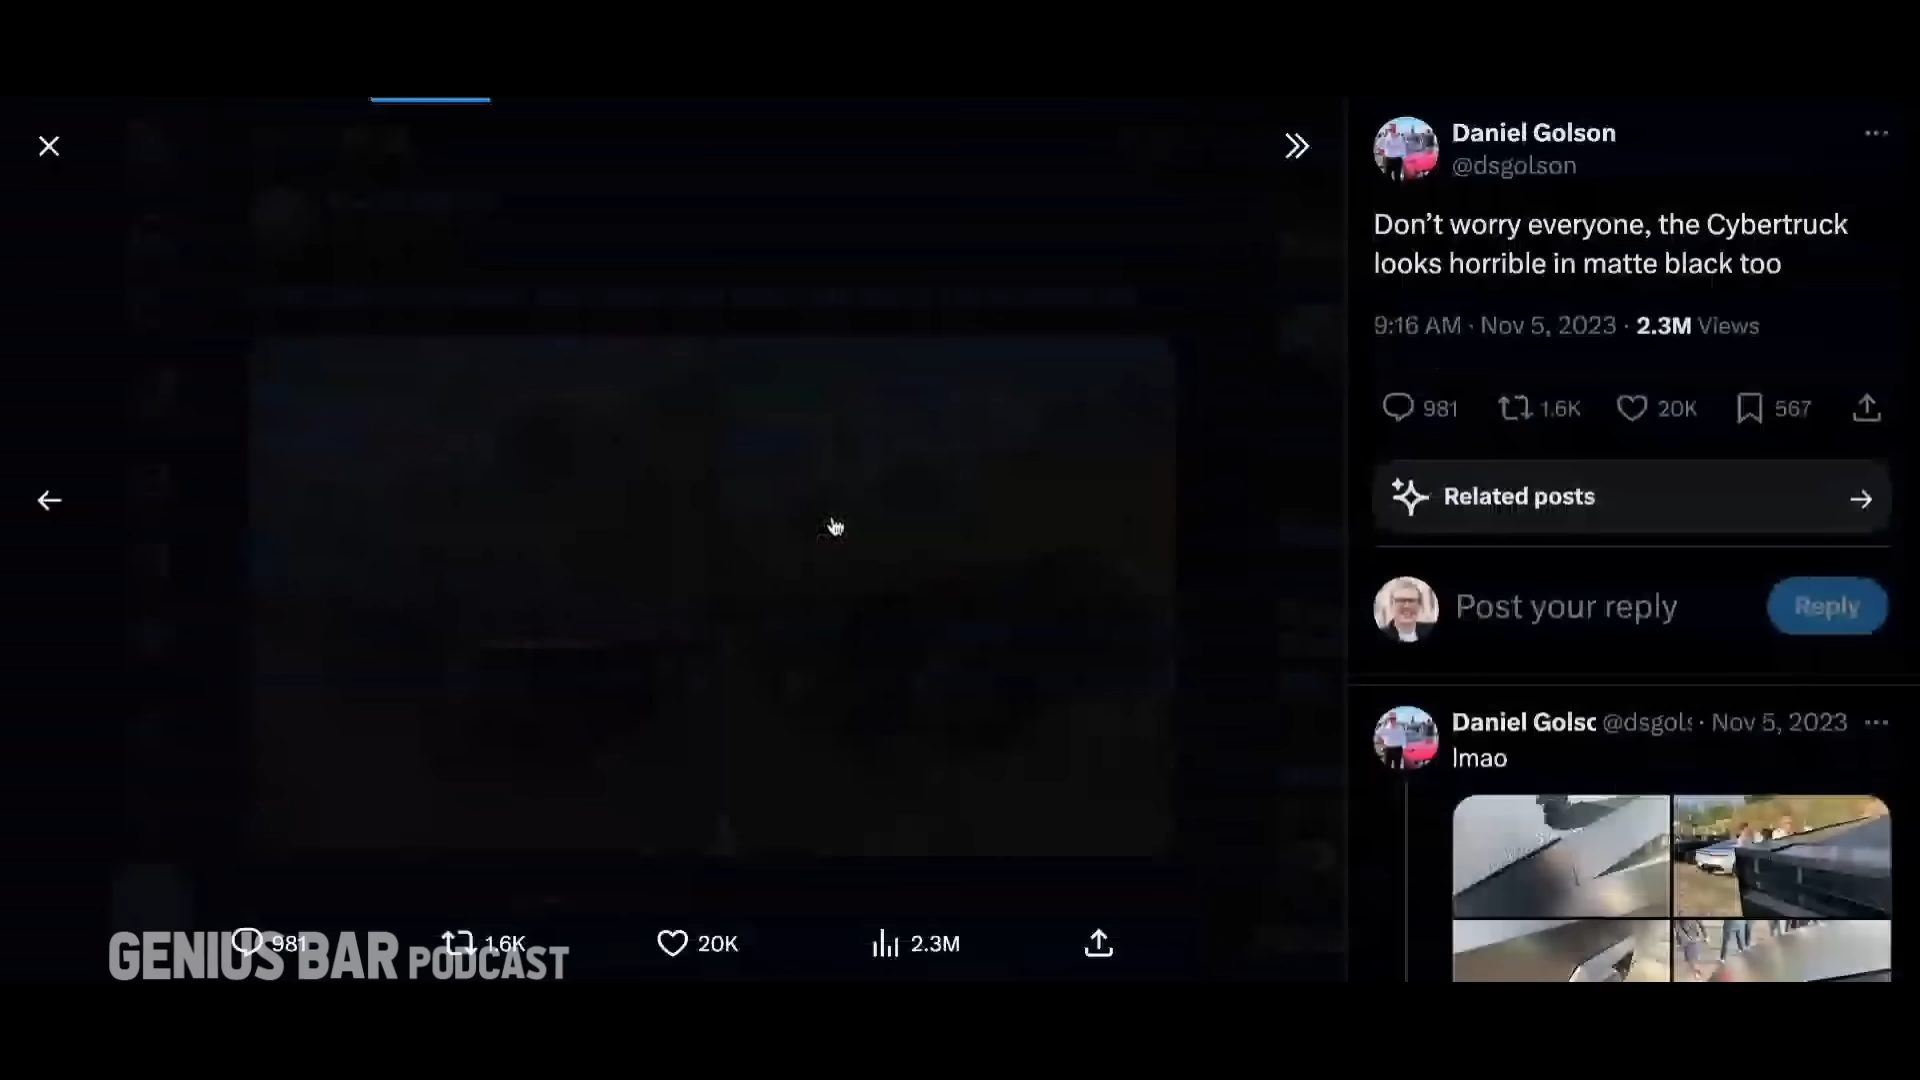 Daniel Golson
@dsgolson
Don’t worry everyone, the Cybertruck
looks horrible in matte black too
9:16 AM · Nov 5, 2023 · 2.3M Views
981 1.6K 20K 567
Related posts
Post your reply
Reply
Daniel Golsc @dsgols · Nov 5, 2023
lmao
981 1.6K 20K 2.3M
GENIUS BAR PODCAST